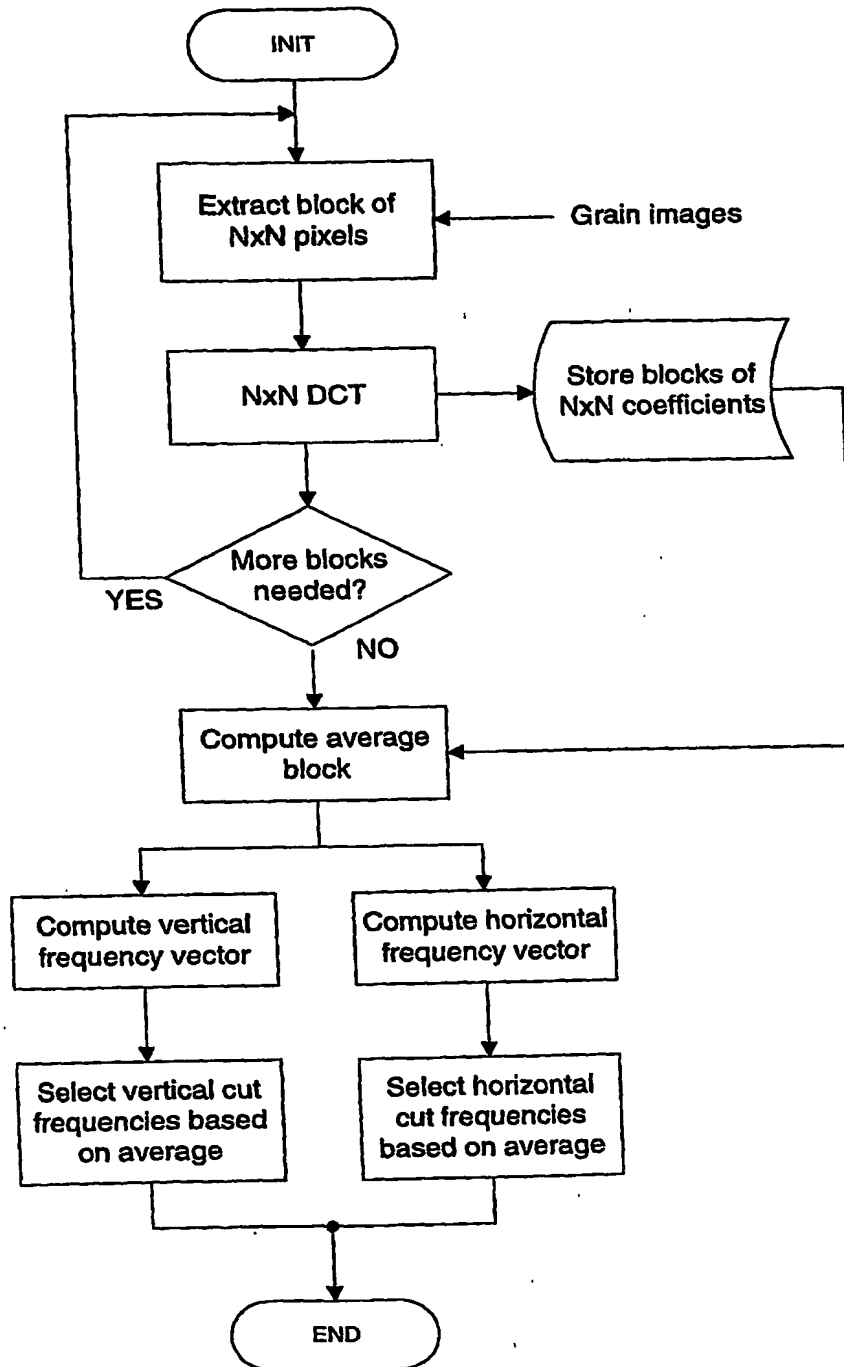 INIT
Extract block of
NxN pixels
Grain images
NxN DCT
Store blocks of
NxN coefficients
More blocks
needed?
YES
NO
Compute average
block
Compute vertical
frequency vector
Compute horizontal
frequency vector
Select vertical cut
frequencies based
on average
Select horizontal
cut frequencies
based on average
END